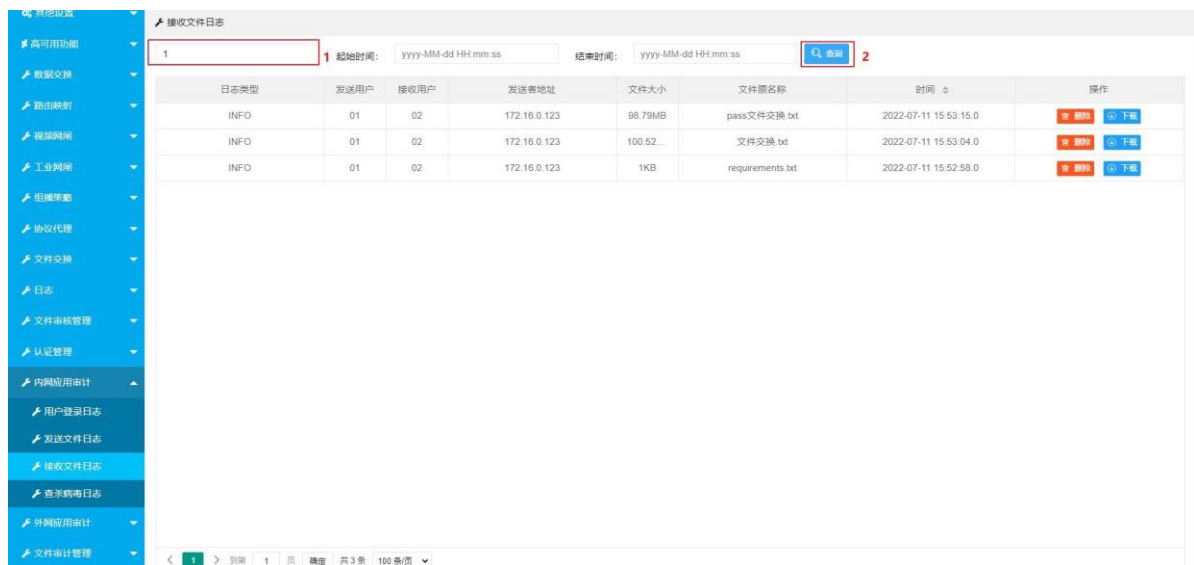 其他设置
接收文件日志
高可用功能
1
1 起始时间: yyyy-MM-dd HH:mm:ss 结束时间: yyyy-MM-dd HH:mm:ss 查询 2
数据交换
日志类型 发送用户 接收用户 发送者地址 文件大小 文件原名称 时间 操作
路由映射
INFO 01 02 172.16.0.123 98.79MB pass文件交换.txt 2022-07-11 15:53:15.0 删除 下载
视频网闸
INFO 01 02 172.16.0.123 100.52... 文件交换.txt 2022-07-11 15:53:04.0 删除 下载
工业网闸
INFO 01 02 172.16.0.123 1KB requirements.txt 2022-07-11 15:52:58.0 删除 下载
组播策略
协议代理
文件交换
日志
文件审核管理
认证管理
内网应用审计
用户登录日志
发送文件日志
接收文件日志
查杀病毒日志
外网应用审计
文件审计管理
1 到第 1 页 确定 共 3 条 100 条/页